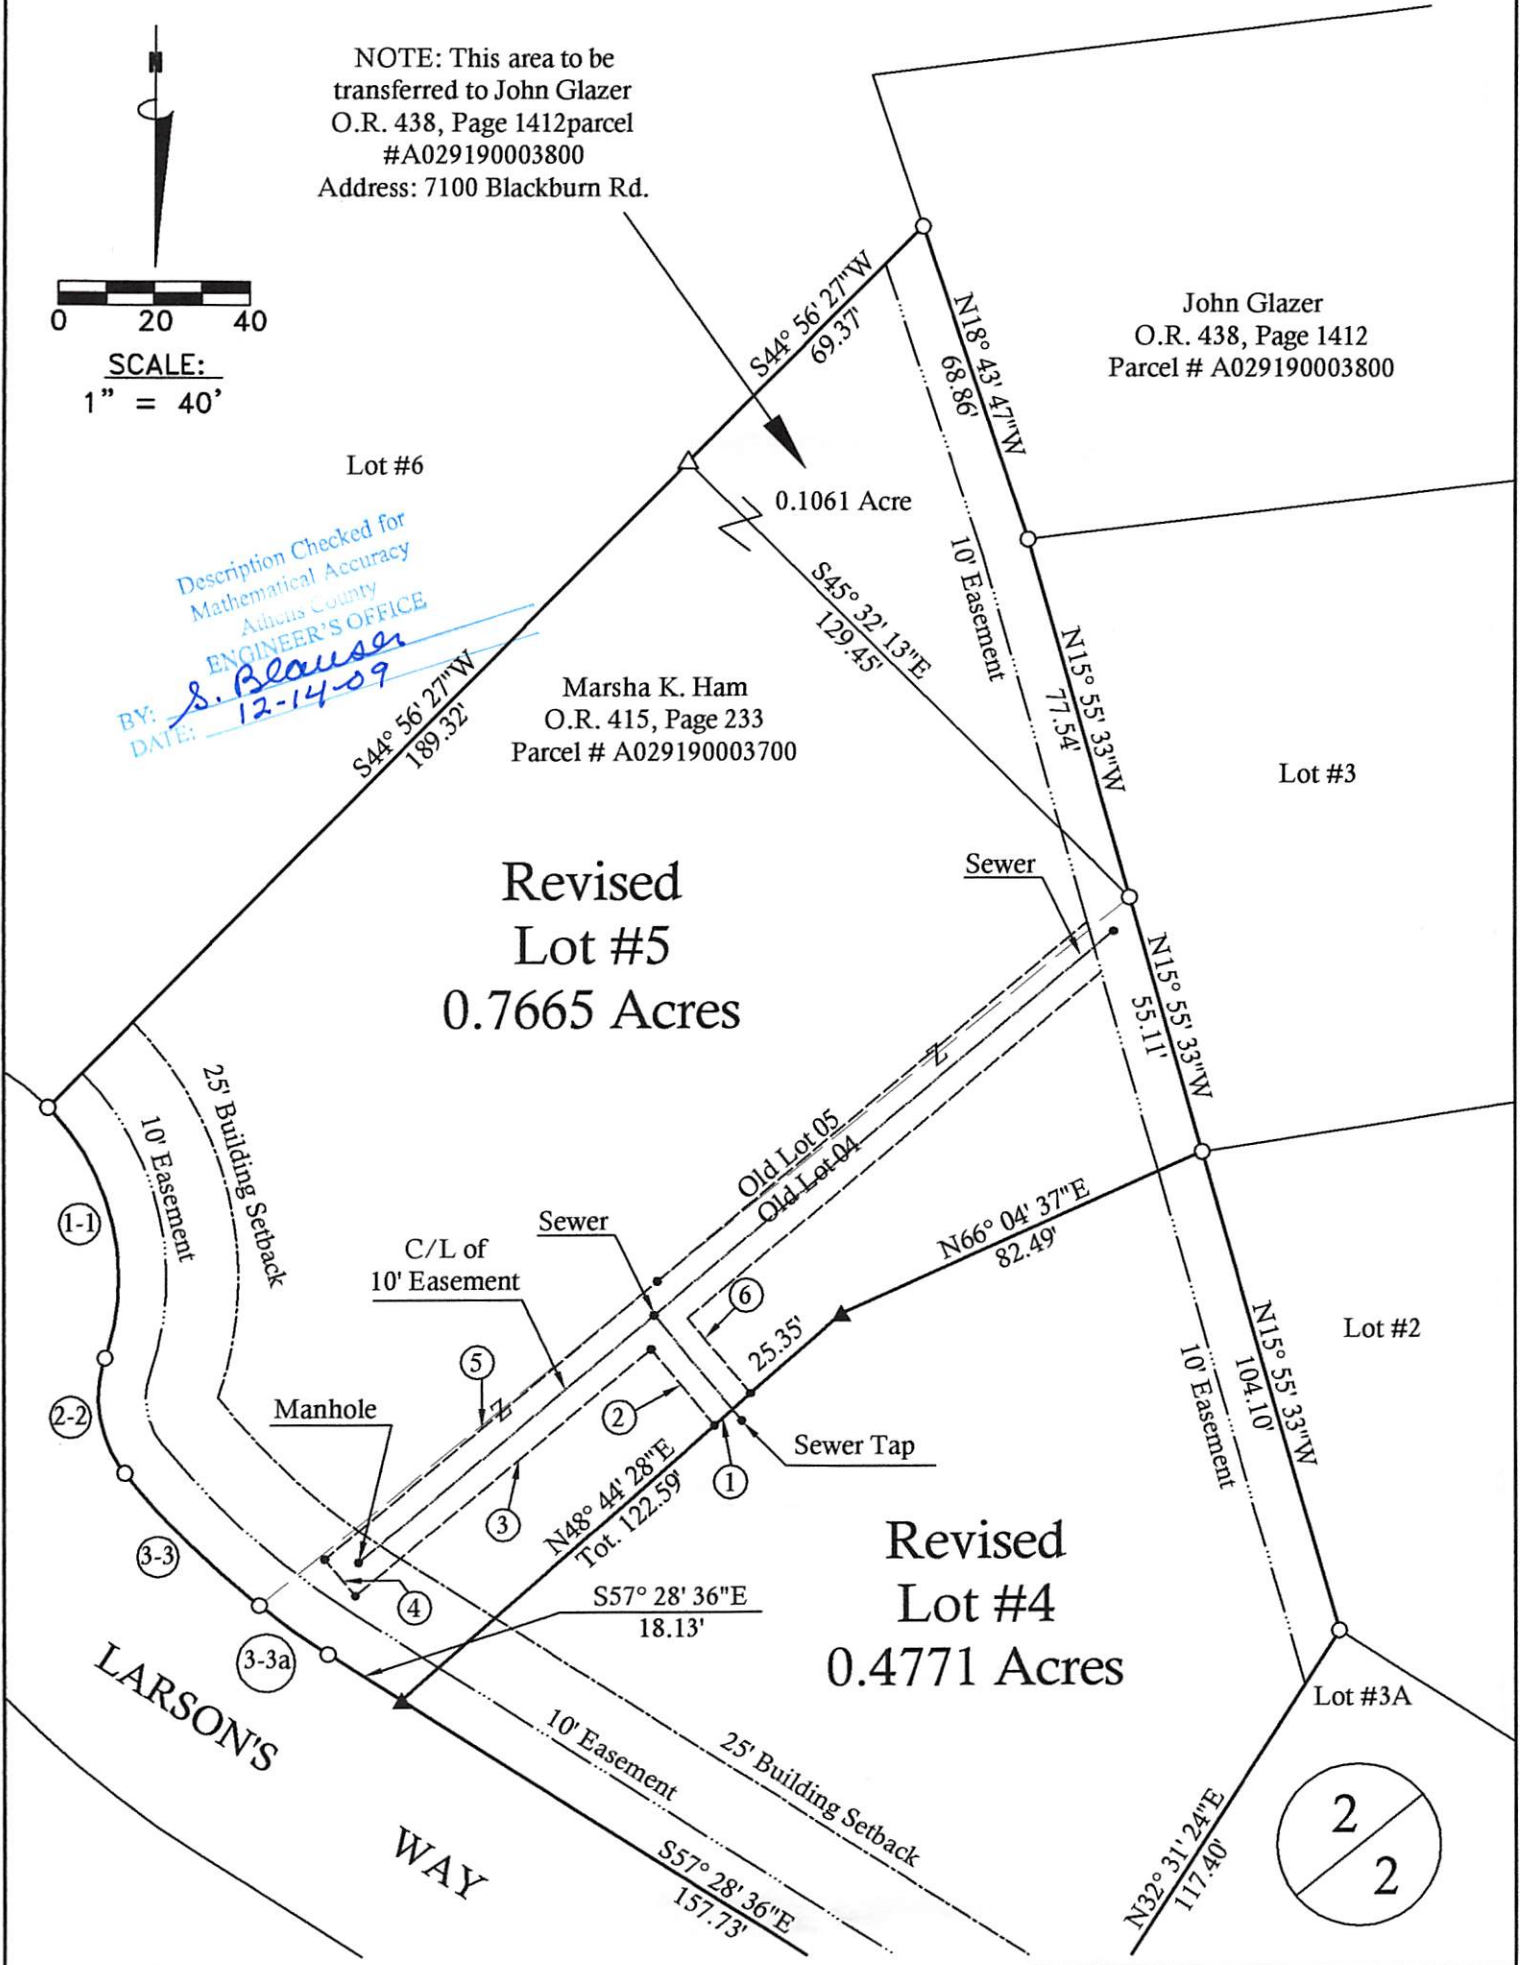 N
NOTE: This area to be
transferred to John Glazer
O.R. 438, Page 1412parcel
#A029190003800
Address: 7100 Blackburn Rd.
0 20 40
SCALE:
1" = 40'
S44° 56' 27"W
69.37'
N18° 43' 47"W
68.86'
John Glazer
O.R. 438, Page 1412
Parcel # A029190003800
Lot #6
0.1061 Acre
Description Checked for
Mathematical Accuracy
Athens County
ENGINEER'S OFFICE
BY: S. Blauser
DATE: 12-14-09
10' Easement
S45° 32' 13"E
129.45'
N15° 55' 33"W
77.54'
S44° 56' 27"W
189.32'
Marsha K. Ham
O.R. 415, Page 233
Parcel # A029190003700
Lot #3
Revised
Lot #5
0.7665 Acres
Sewer
N15° 55' 33"W
55.11'
Z
25' Building Setback
10' Easement
Old Lot 05
Old Lot 04
1-1
Sewer
C/L of
10' Easement
N66° 04' 37"E
82.49'
6
25.35'
Lot #2
N15° 55' 33"W
104.10'
10' Easement
5
Z
2
2-2
Manhole
Sewer Tap
1
3
N48° 44' 28"E
Tot. 122.59'
3-3
4
S57° 28' 36"E
18.13'
Revised
Lot #4
0.4771 Acres
3-3a
Lot #3A
LARSON'S
WAY
10' Easement
25' Building Setback
S57° 28' 36"E
157.73'
N32° 31' 24"E
117.40'
2
2